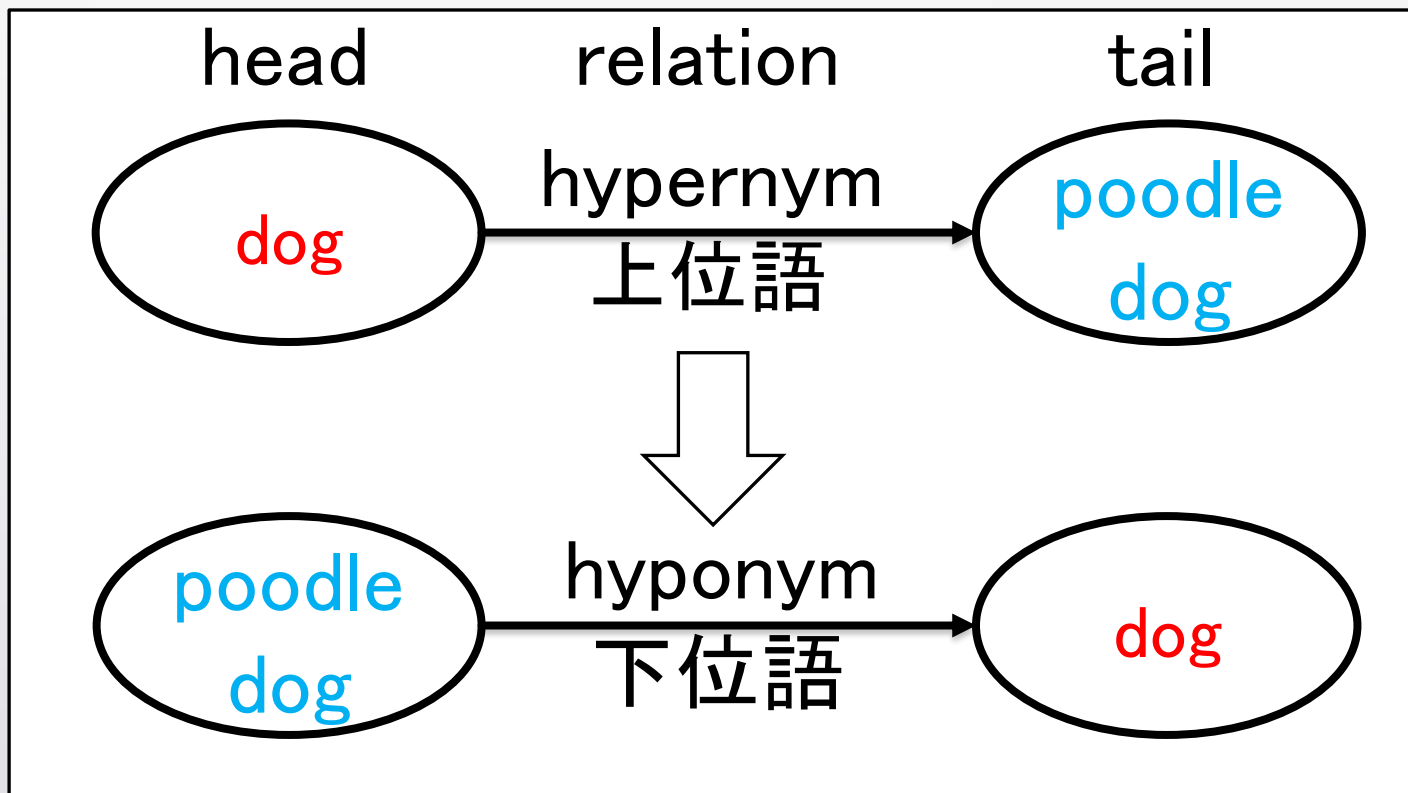 head relation tail
dog
hypernym
上位語
poodle
dog
poodle
dog
hyponym
下位語
dog